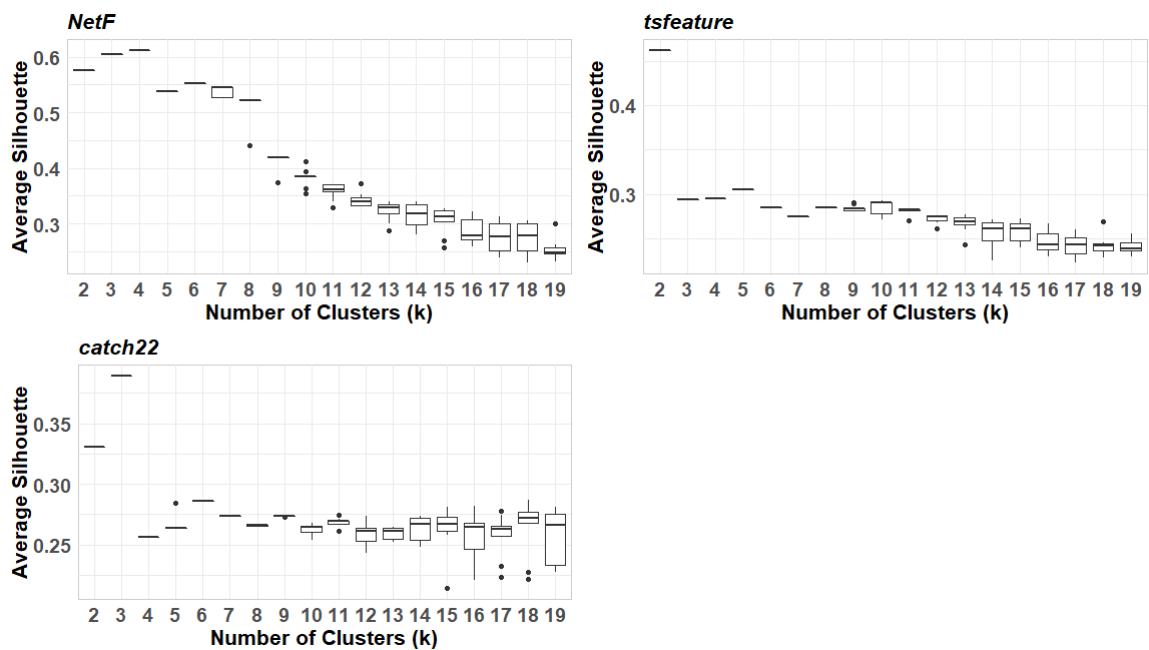 NetF
Average Silhouette
0.6
0.5
0.4
0.3
2 3 4 5 6 7 8 9 10 11 12 13 14 15 16 17 18 19
Number of Clusters (k)
tsfeature
Average Silhouette
0.4
0.3
2 3 4 5 6 7 8 9 10 11 12 13 14 15 16 17 18 19
Number of Clusters (k)
catch22
Average Silhouette
0.35
0.30
0.25
2 3 4 5 6 7 8 9 10 11 12 13 14 15 16 17 18 19
Number of Clusters (k)